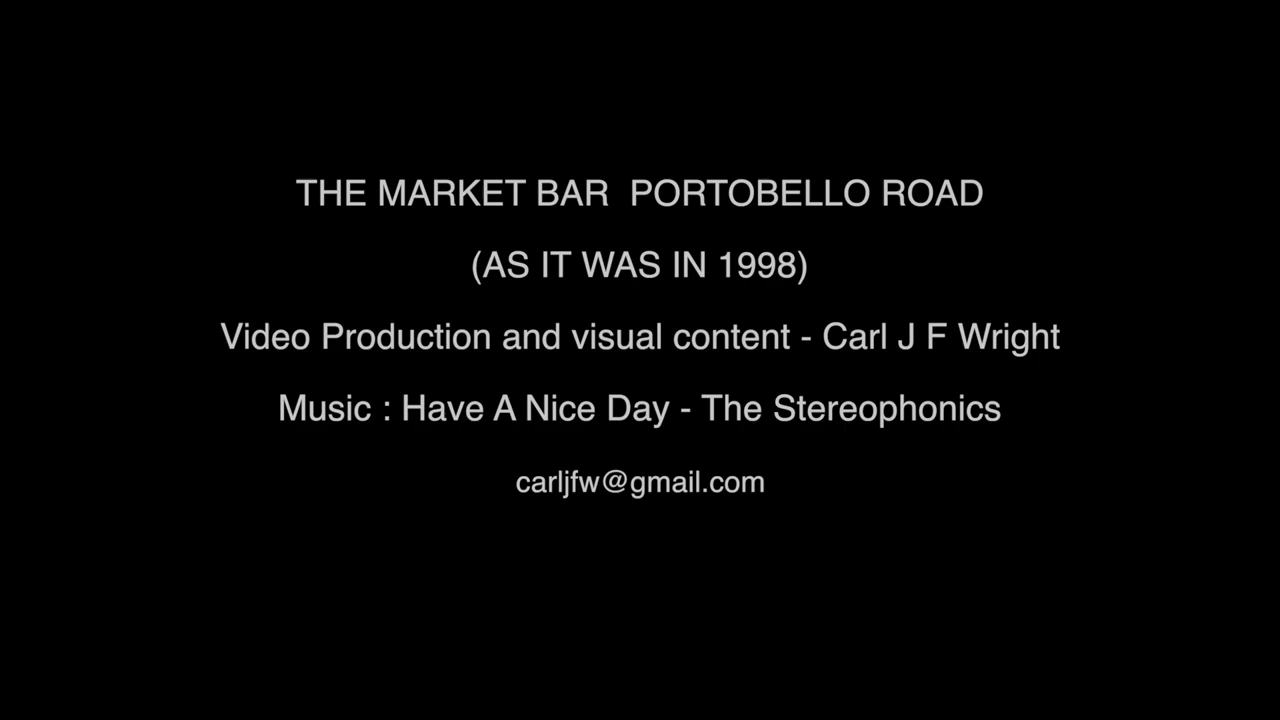 THE MARKET BAR  PORTOBELLO ROAD
(AS IT WAS IN 1998)
Video Production and visual content - Carl J F Wright
Music : Have A Nice Day - The Stereophonics
carljfw@gmail.com